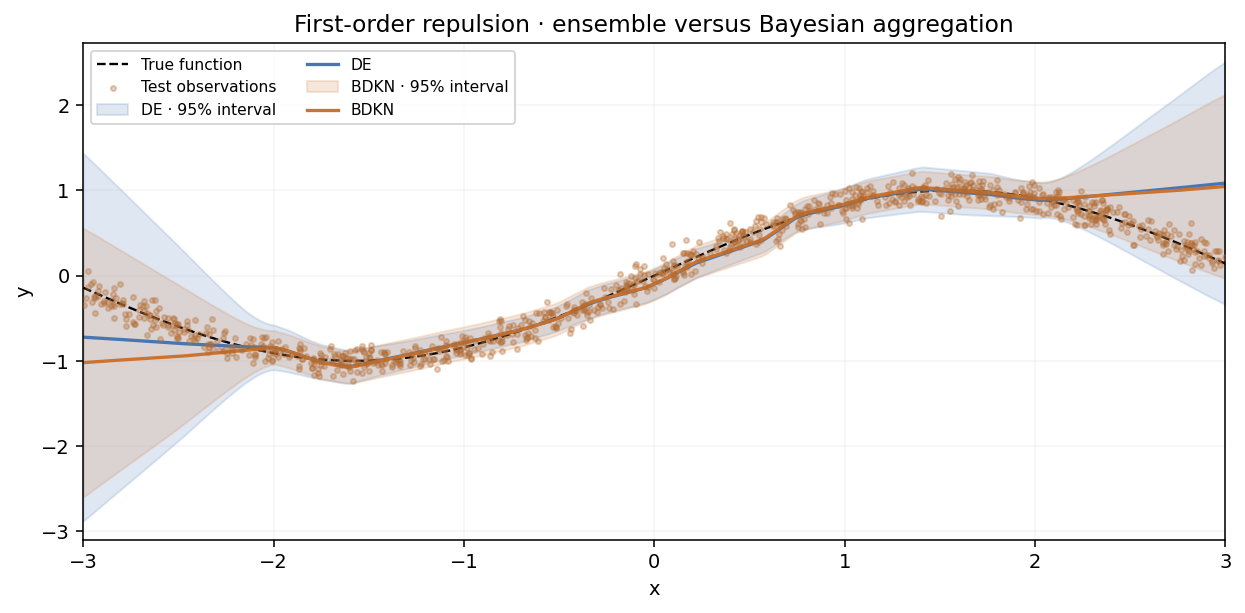 First-order repulsion · ensemble versus Bayesian aggregation
True function
Test observations
DE · 95% interval
DE
BDKN · 95% interval
BDKN
y
2
1
0
−1
−2
−3
−3
−2
−1
0
1
2
3
x